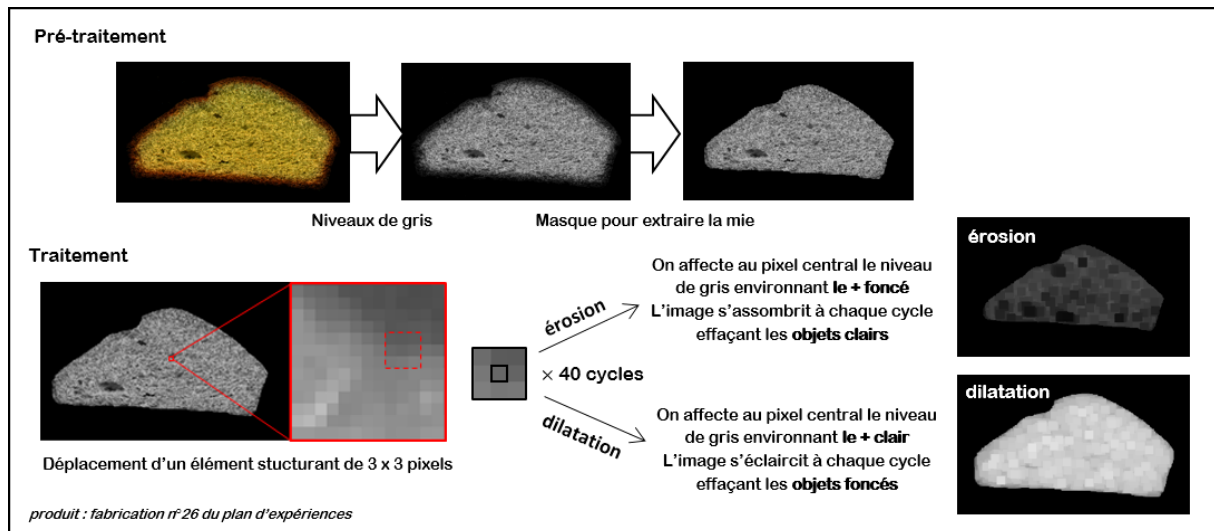 Pré-traitement
Niveaux de gris
Masque pour extraire la mie
Traitement
érosion
On affecte au pixel central le niveau
de gris environnant le + foncé
L'image s'assombrit à chaque cycle
effaçant les objets clairs
érosion
× 40 cycles
dilatation
On affecte au pixel central le niveau
de gris environnant le + clair
L'image s'éclaircit à chaque cycle
effaçant les objets foncés
dilatation
Déplacement d'un élément stucturant de 3 x 3 pixels
produit : fabrication n°26 du plan d'expériences